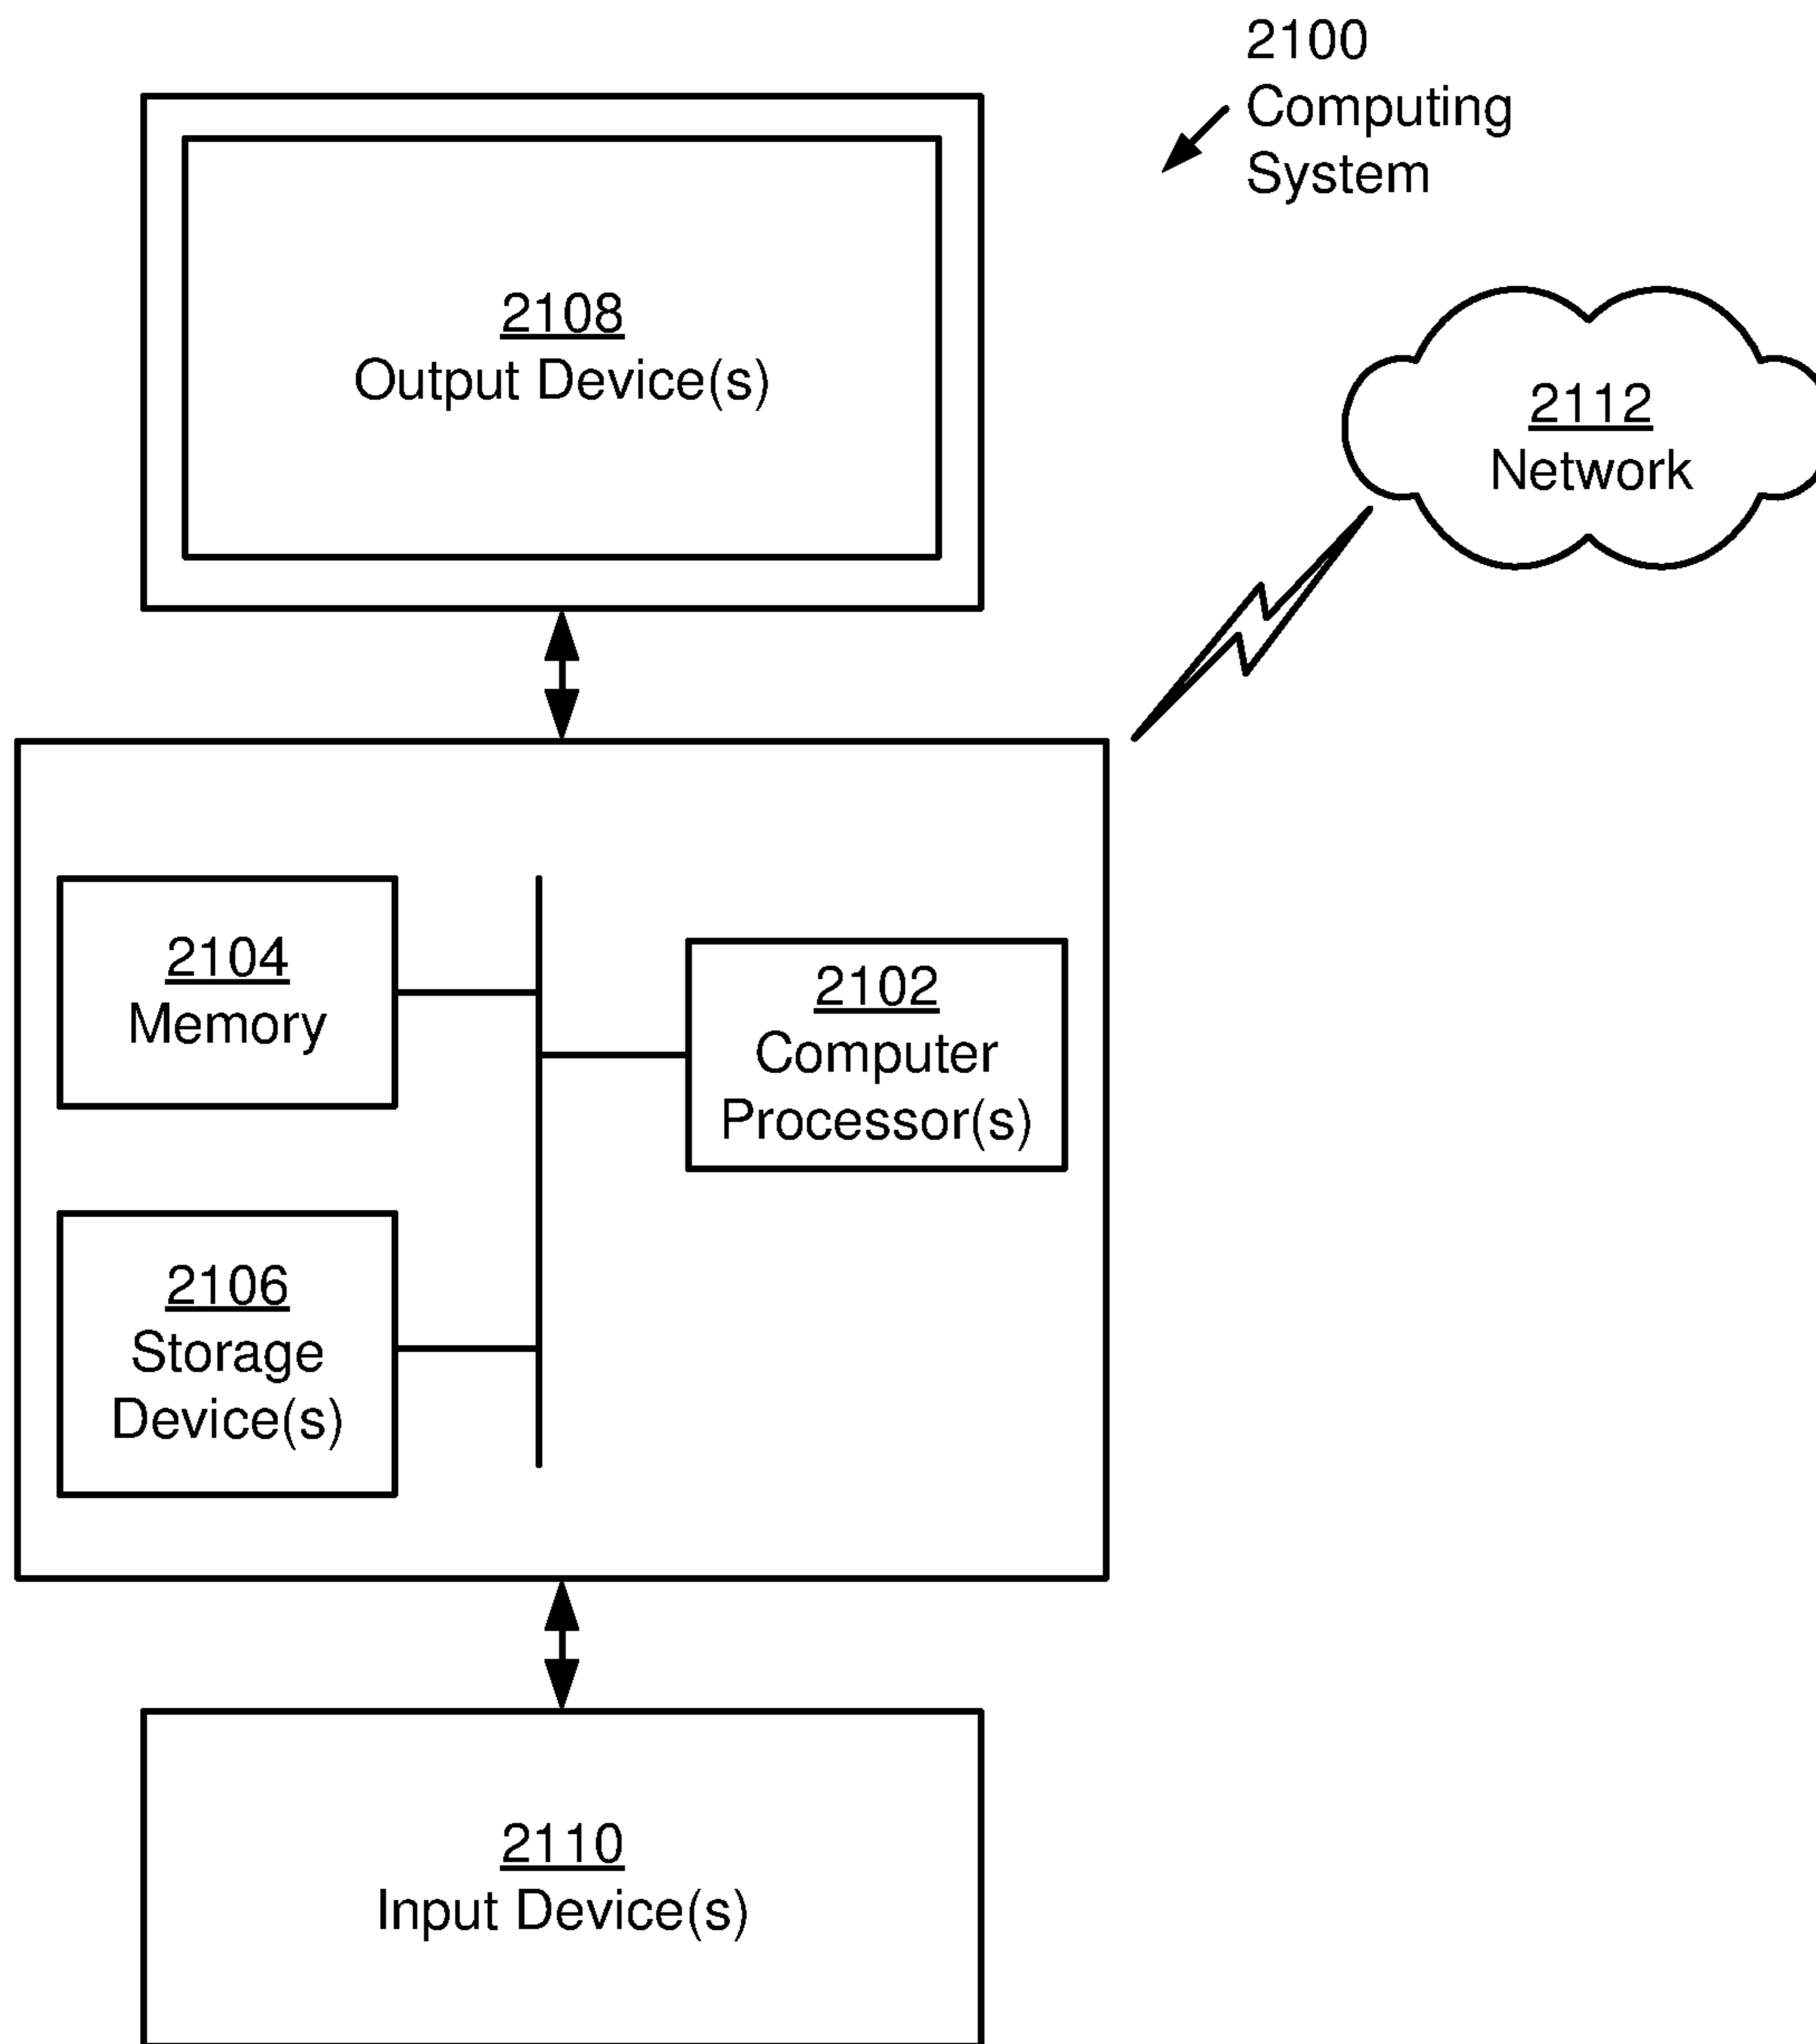 2100
Computing
System
2108
Output Device(s)
2112
Network
2104
Memory
2102
Computer
Processor(s)
2106
Storage
Device(s)
2110
Input Device(s)